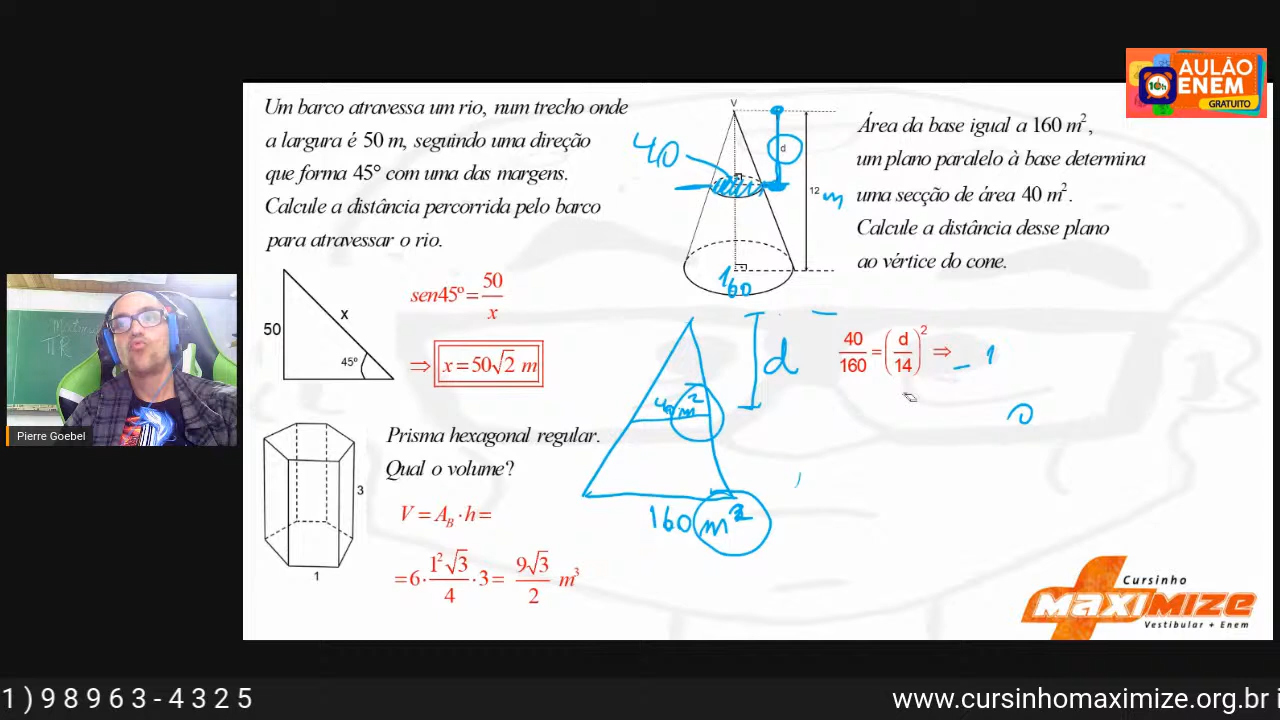 AULÃO
ENEM
GRATUITO
10h
Um barco atravessa um rio, num trecho onde
a largura é 50 m, seguindo uma direção
que forma 45° com uma das margens.
Calcule a distância percorrida pelo barco
para atravessar o rio.
50
x
45°
sen45º = 50/x
⇒ x = 50√2 m
V
40
d
12 m
160
Área da base igual a 160 m²,
um plano paralelo à base determina
uma secção de área 40 m².
Calcule a distância desse plano
ao vértice do cone.
d
m²
160 m²
40/160 = (d/14)² ⇒
Prisma hexagonal regular.
Qual o volume?
3
1
V = A_B · h =
= 6 · 1²√3/4 · 3 = 9√3/2 m³
Pierre Goebel
Cursinho
MAXIMIZE
Vestibular + Enem
1)98963-4325
www.cursinhomaximize.org.br i